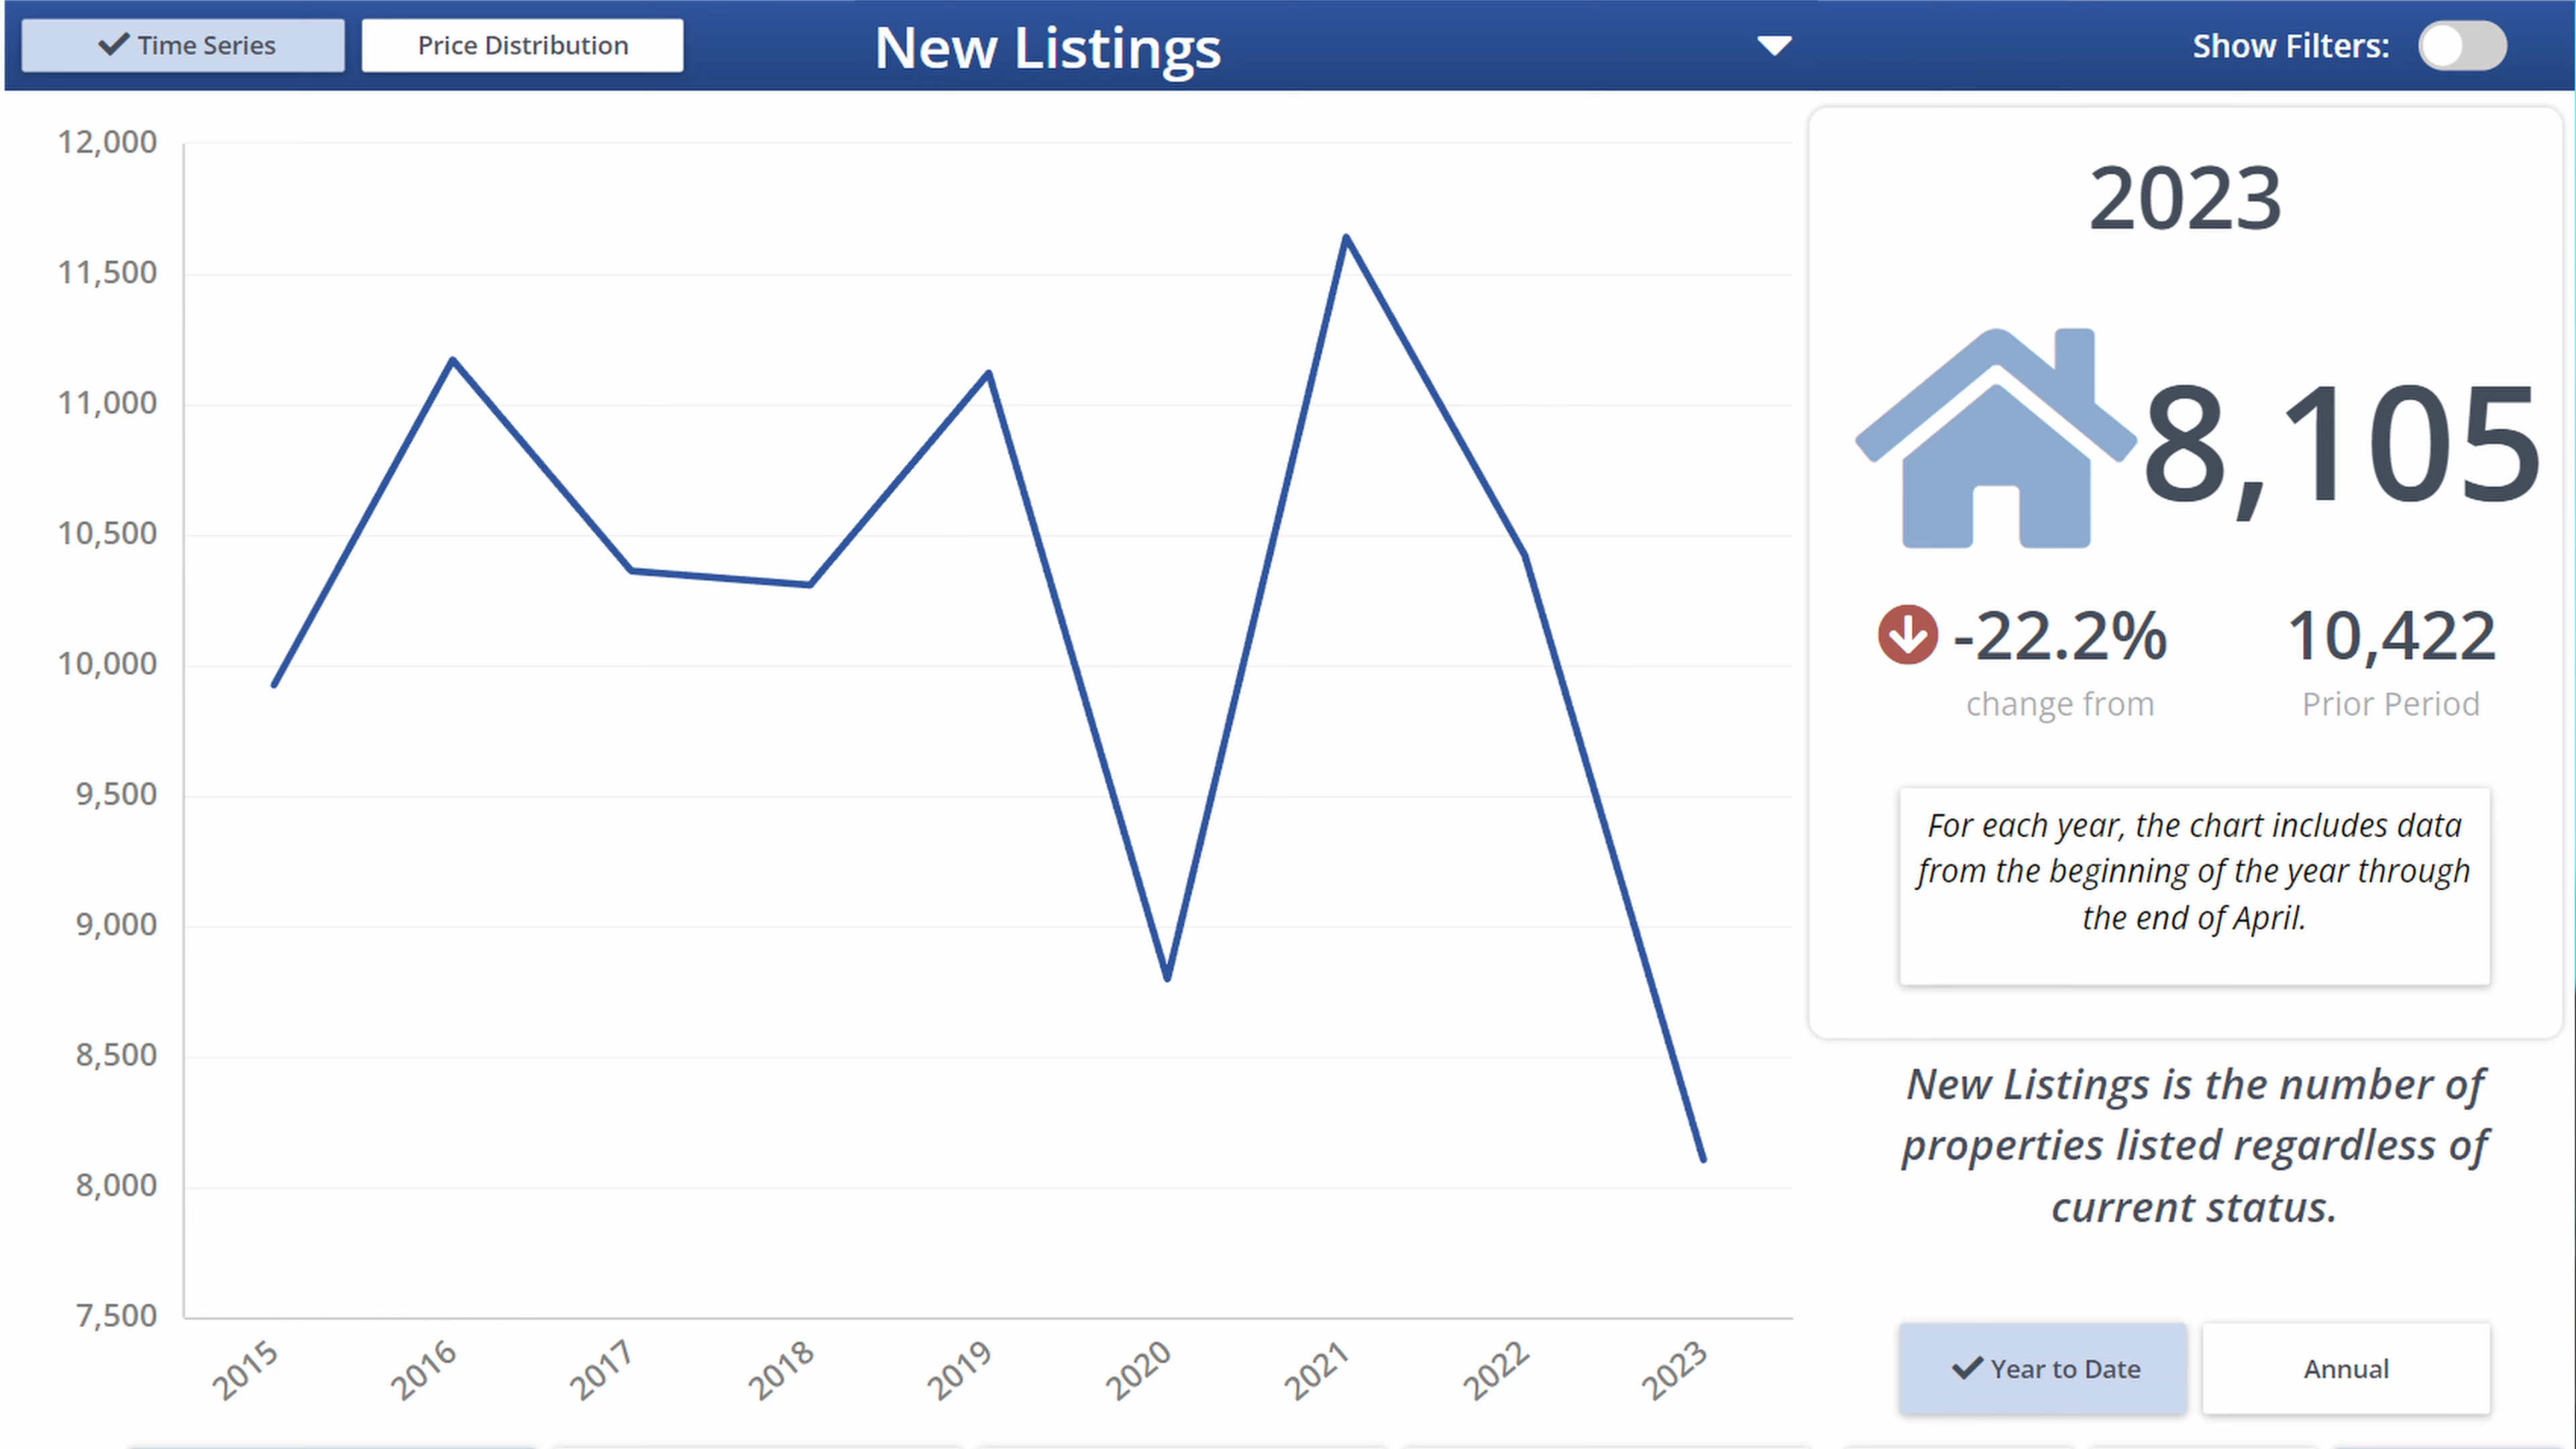 Time Series
Price Distribution
New Listings
Show Filters:
12,000
11,500
11,000
10,500
10,000
9,500
9,000
8,500
8,000
7,500
2015
2016
2017
2018
2019
2020
2021
2022
2023
2023
8,105
-22.2%
change from
10,422
Prior Period
For each year, the chart includes data
from the beginning of the year through
the end of April.
New Listings is the number of
properties listed regardless of
current status.
Year to Date
Annual